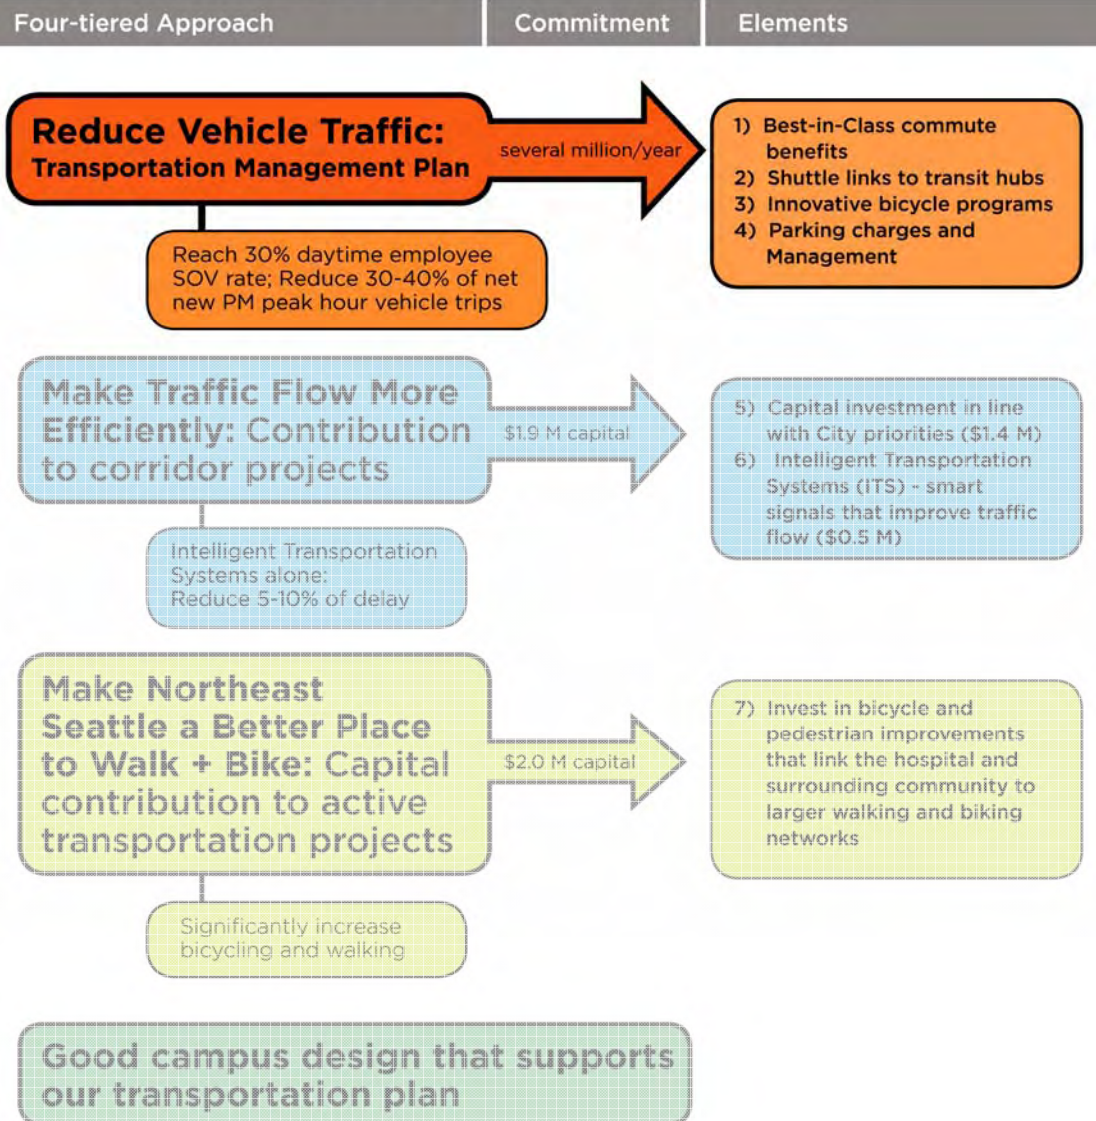 Four-tiered Approach
Commitment
Elements
Reduce Vehicle Traffic:
Transportation Management Plan
several million/year
1) Best-in-Class commute
benefits
2) Shuttle links to transit hubs
3) Innovative bicycle programs
4) Parking charges and
Management
Reach 30% daytime employee
SOV rate; Reduce 30-40% of net
new PM peak hour vehicle trips
Make Traffic Flow More
Efficiently: Contribution
to corridor projects
$1.9 M capital
5) Capital investment in line
with City priorities ($1.4 M)
6) Intelligent Transportation
Systems (ITS) - smart
signals that improve traffic
flow ($0.5 M)
Intelligent Transportation
Systems alone:
Reduce 5-10% of delay
Make Northeast
Seattle a Better Place
to Walk + Bike: Capital
contribution to active
transportation projects
$2.0 M capital
7) Invest in bicycle and
pedestrian improvements
that link the hospital and
surrounding community to
larger walking and biking
networks
Significantly increase
bicycling and walking
Good campus design that supports
our transportation plan